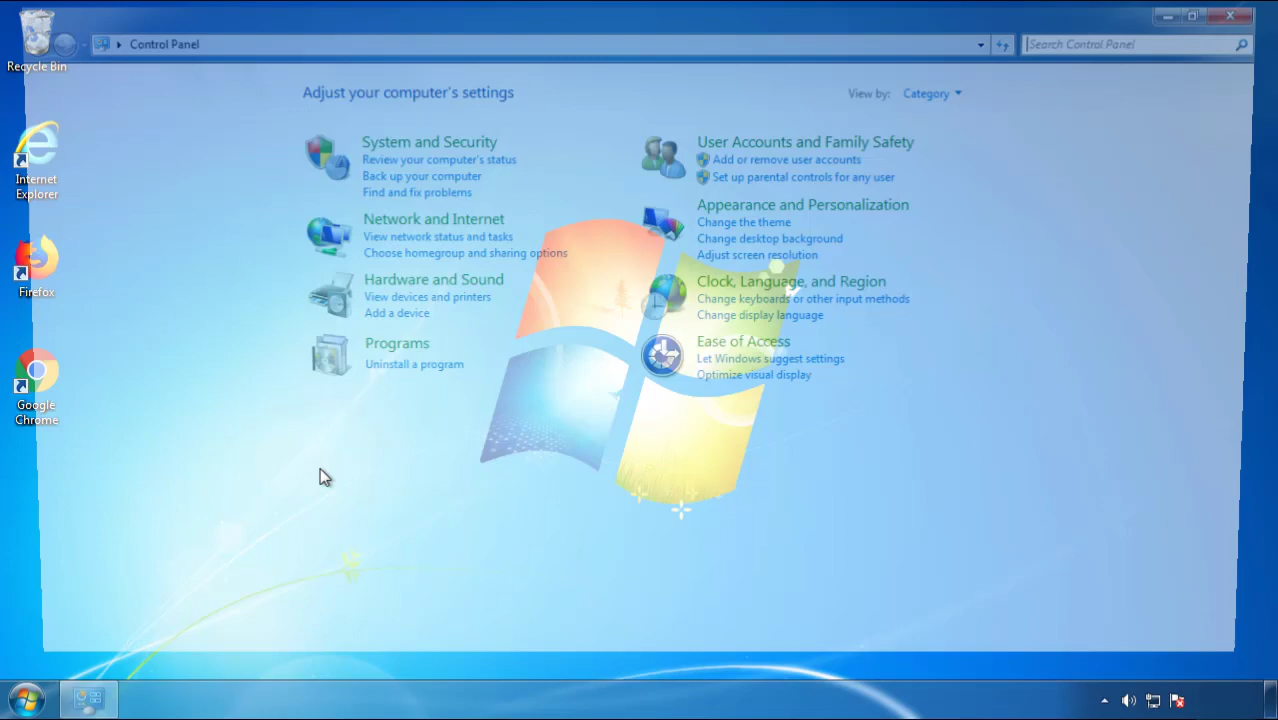 Recycle Bin
Internet
Explorer
Firefox
Google
Chrome
Control Panel
Search Control Panel
Adjust your computer's settings
View by: Category
System and Security
Review your computer's status
Back up your computer
Find and fix problems
Network and Internet
View network status and tasks
Choose homegroup and sharing options
Hardware and Sound
View devices and printers
Add a device
Programs
Uninstall a program
User Accounts and Family Safety
Add or remove user accounts
Set up parental controls for any user
Appearance and Personalization
Change the theme
Change desktop background
Adjust screen resolution
Clock, Language, and Region
Change keyboards or other input methods
Change display language
Ease of Access
Let Windows suggest settings
Optimize visual display